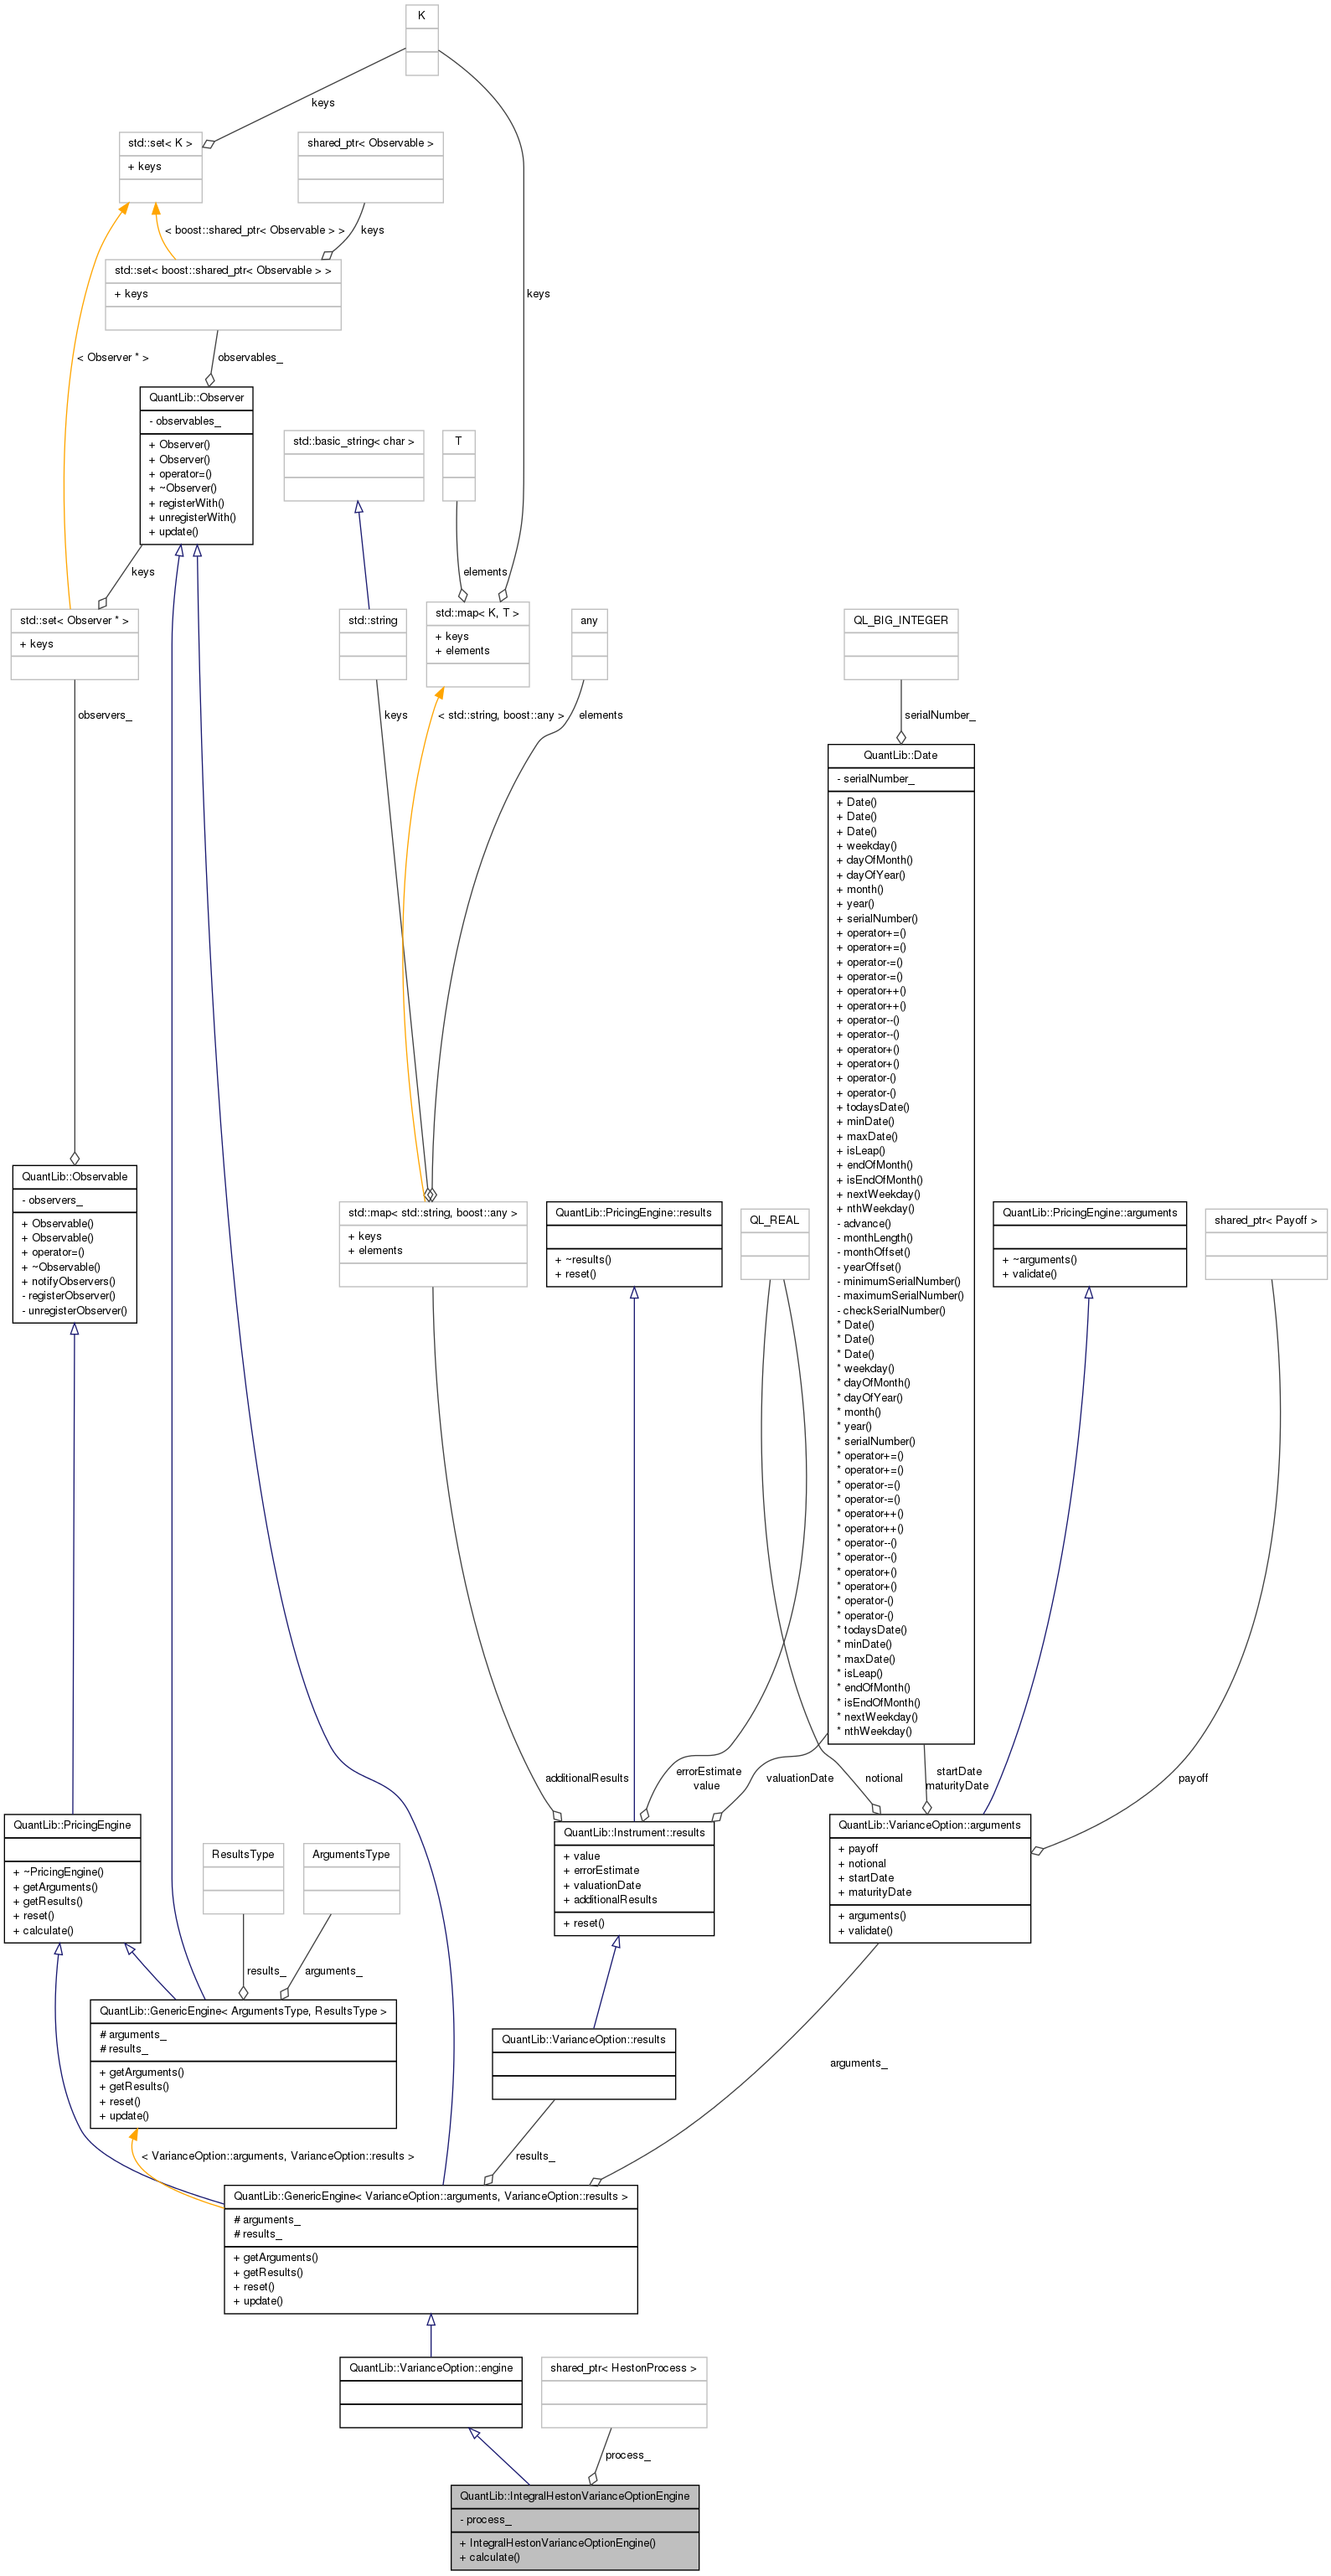 K
keys
std::set< K >
+ keys
shared_ptr< Observable >
< boost::shared_ptr< Observable > >
keys
std::set< boost::shared_ptr< Observable > >
+ keys
keys
< Observer * >
observables_
QuantLib::Observer
- observables_
+ Observer()
+ Observer()
+ operator=()
+ ~Observer()
+ registerWith()
+ unregisterWith()
+ update()
std::basic_string< char >
T
keys
elements
std::set< Observer * >
+ keys
std::string
std::map< K, T >
+ keys
+ elements
any
QL_BIG_INTEGER
observers_
keys
< std::string, boost::any >
elements
serialNumber_
QuantLib::Date
- serialNumber_
+ Date()
+ Date()
+ Date()
+ weekday()
+ dayOfMonth()
+ dayOfYear()
+ month()
+ year()
+ serialNumber()
+ operator+=()
+ operator+=()
+ operator-=()
+ operator-=()
+ operator++()
+ operator++()
+ operator--()
+ operator--()
+ operator+()
+ operator+()
+ operator-()
+ operator-()
+ todaysDate()
+ minDate()
+ maxDate()
+ isLeap()
+ endOfMonth()
+ isEndOfMonth()
+ nextWeekday()
+ nthWeekday()
- advance()
- monthLength()
- monthOffset()
- yearOffset()
- minimumSerialNumber()
- maximumSerialNumber()
- checkSerialNumber()
* Date()
* Date()
* Date()
* weekday()
* dayOfMonth()
* dayOfYear()
* month()
* year()
* serialNumber()
* operator+=()
* operator+=()
* operator-=()
* operator-=()
* operator++()
* operator++()
* operator--()
* operator--()
* operator+()
* operator+()
* operator-()
* operator-()
* todaysDate()
* minDate()
* maxDate()
* isLeap()
* endOfMonth()
* isEndOfMonth()
* nextWeekday()
* nthWeekday()
QuantLib::Observable
- observers_
+ Observable()
+ Observable()
+ operator=()
+ ~Observable()
+ notifyObservers()
- registerObserver()
- unregisterObserver()
std::map< std::string, boost::any >
+ keys
+ elements
QuantLib::PricingEngine::results
+ ~results()
+ reset()
QL_REAL
QuantLib::PricingEngine::arguments
+ ~arguments()
+ validate()
shared_ptr< Payoff >
additionalResults
errorEstimate
value
valuationDate
notional
startDate
maturityDate
payoff
QuantLib::PricingEngine
+ ~PricingEngine()
+ getArguments()
+ getResults()
+ reset()
+ calculate()
ResultsType
ArgumentsType
QuantLib::Instrument::results
+ value
+ errorEstimate
+ valuationDate
+ additionalResults
+ reset()
QuantLib::VarianceOption::arguments
+ payoff
+ notional
+ startDate
+ maturityDate
+ arguments()
+ validate()
results_
arguments_
QuantLib::GenericEngine< ArgumentsType, ResultsType >
# arguments_
# results_
+ getArguments()
+ getResults()
+ reset()
+ update()
QuantLib::VarianceOption::results
arguments_
< VarianceOption::arguments, VarianceOption::results >
results_
QuantLib::GenericEngine< VarianceOption::arguments, VarianceOption::results >
# arguments_
# results_
+ getArguments()
+ getResults()
+ reset()
+ update()
QuantLib::VarianceOption::engine
shared_ptr< HestonProcess >
process_
QuantLib::IntegralHestonVarianceOptionEngine
- process_
+ IntegralHestonVarianceOptionEngine()
+ calculate()